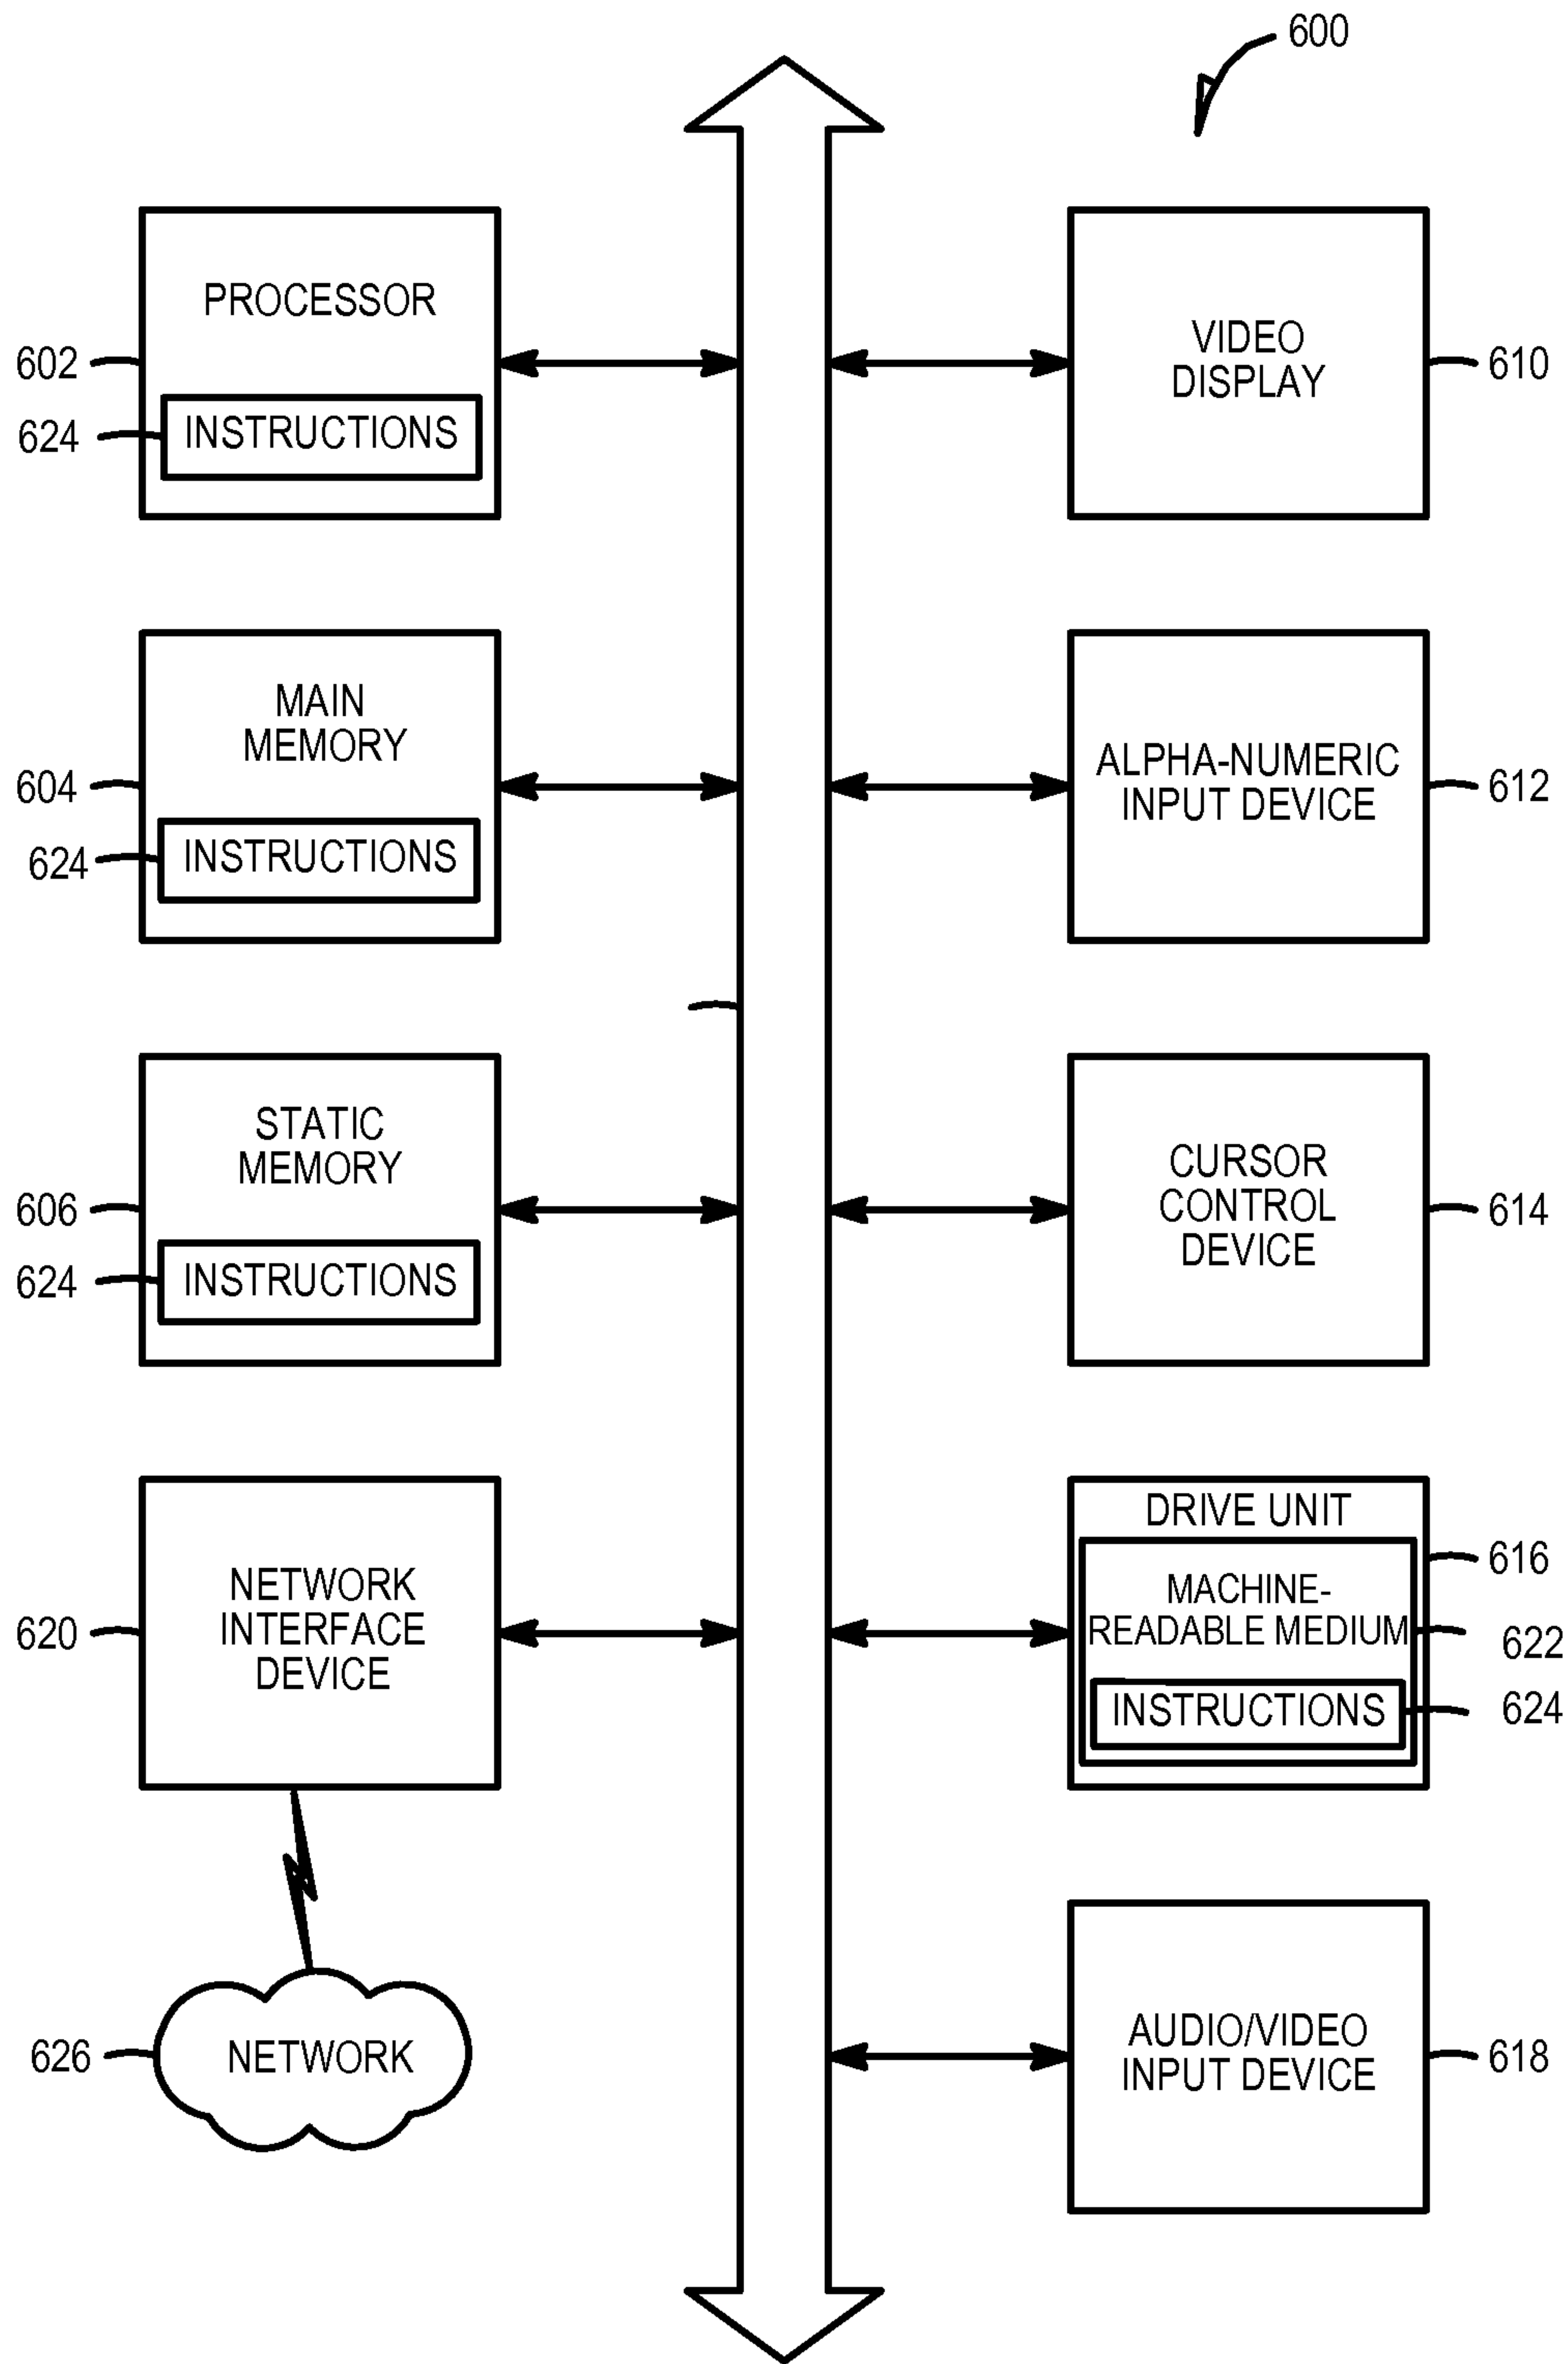 600
PROCESSOR
602
624
INSTRUCTIONS
VIDEO
DISPLAY
610
MAIN
MEMORY
604
624
INSTRUCTIONS
ALPHA-NUMERIC
INPUT DEVICE
612
STATIC
MEMORY
606
624
INSTRUCTIONS
CURSOR
CONTROL
DEVICE
614
NETWORK
INTERFACE
DEVICE
620
DRIVE UNIT
616
MACHINE-
READABLE MEDIUM
622
INSTRUCTIONS
624
626
NETWORK
AUDIO/VIDEO
INPUT DEVICE
618